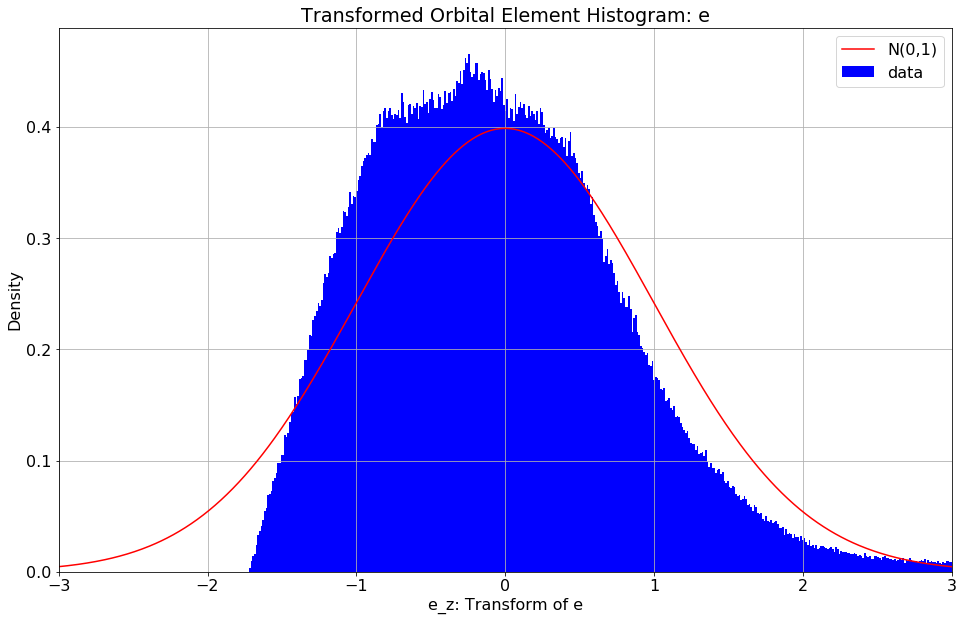 Transformed Orbital Element Histogram: e
N(0,1)
data
Density
0.4
0.3
0.2
0.1
0.0
−3 −2 −1 0 1 2 3
e_z: Transform of e